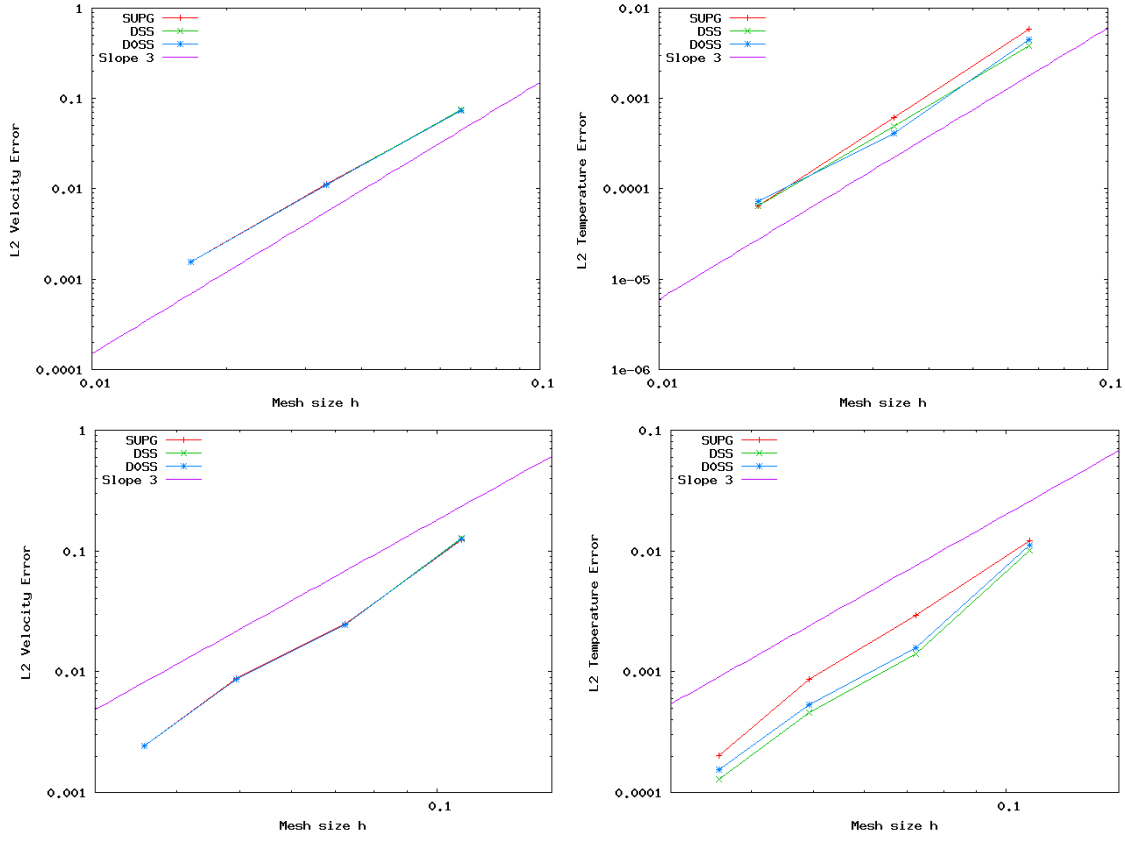 1
SUPG
DSS
DOSS
Slope 3
0.1
0.01
0.001
0.0001
0.01
0.1
L2 Velocity Error
Mesh size h
0.01
SUPG
DSS
DOSS
Slope 3
0.001
0.0001
1e-05
1e-06
0.01
0.1
L2 Temperature Error
Mesh size h
1
SUPG
DSS
DOSS
Slope 3
0.1
0.01
0.001
0.1
L2 Velocity Error
Mesh size h
0.1
SUPG
DSS
DOSS
Slope 3
0.01
0.001
0.0001
0.1
L2 Temperature Error
Mesh size h